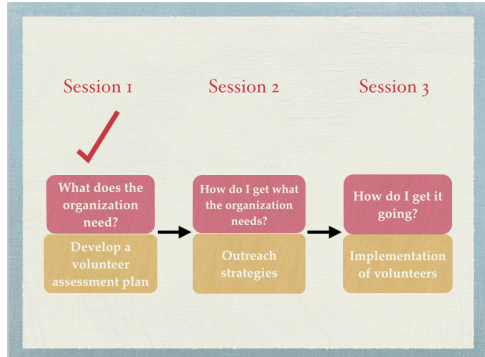 Session 1
Session 2
Session 3
What does the
organization
need?
Develop a
volunteer
assessment plan
How do I get what
the organization
needs?
Outreach
strategies
How do I get it
going?
Implementation
of volunteers